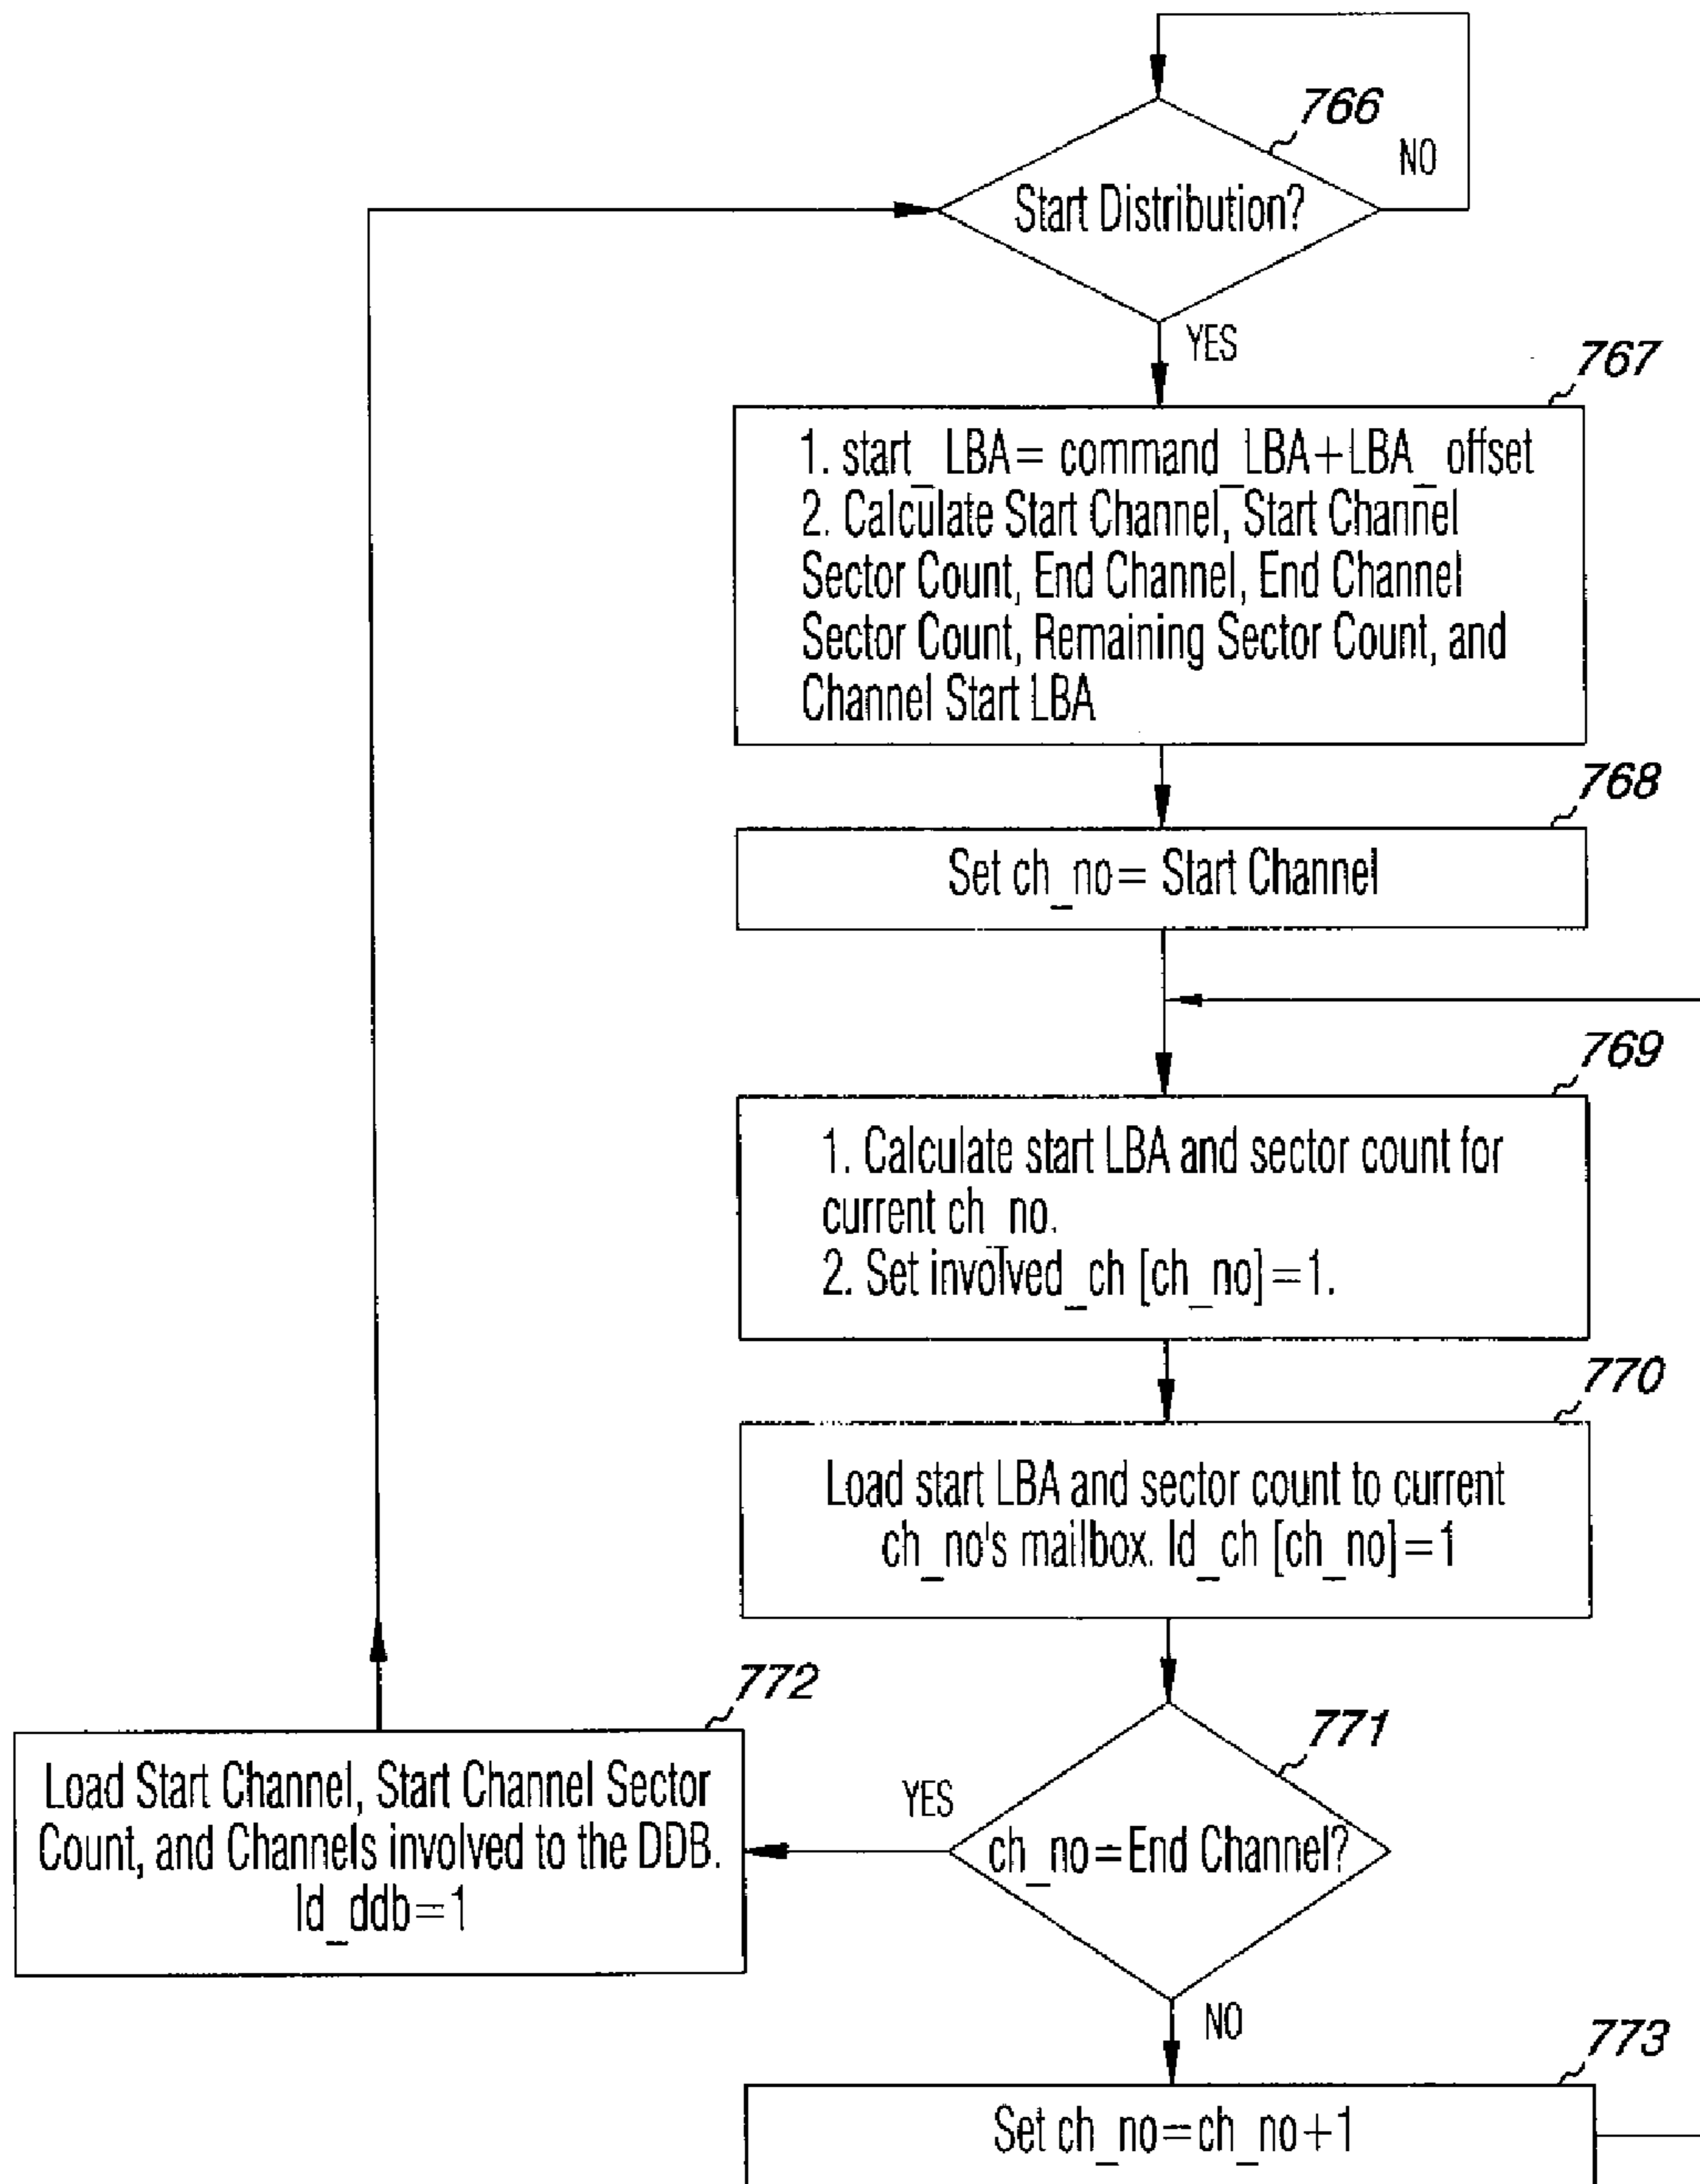 766
NO
Start Distribution?
YES
767
1. start_LBA= command_LBA+LBA_offset
2. Calculate Start Channel, Start Channel
Sector Count, End Channel, End Channel
Sector Count, Remaining Sector Count, and
Channel Start LBA
768
Set ch_no= Start Channel
769
1. Calculate start LBA and sector count for
current ch_no.
2. Set involved_ch [ch_no]=1.
770
Load start LBA and sector count to current
ch_no's mailbox. ld_ch [ch_no]=1
772
771
Load Start Channel, Start Channel Sector
Count, and Channels involved to the DDB.
ld_ddb=1
YES
ch_no=End Channel?
NO
773
Set ch_no=ch_no+1